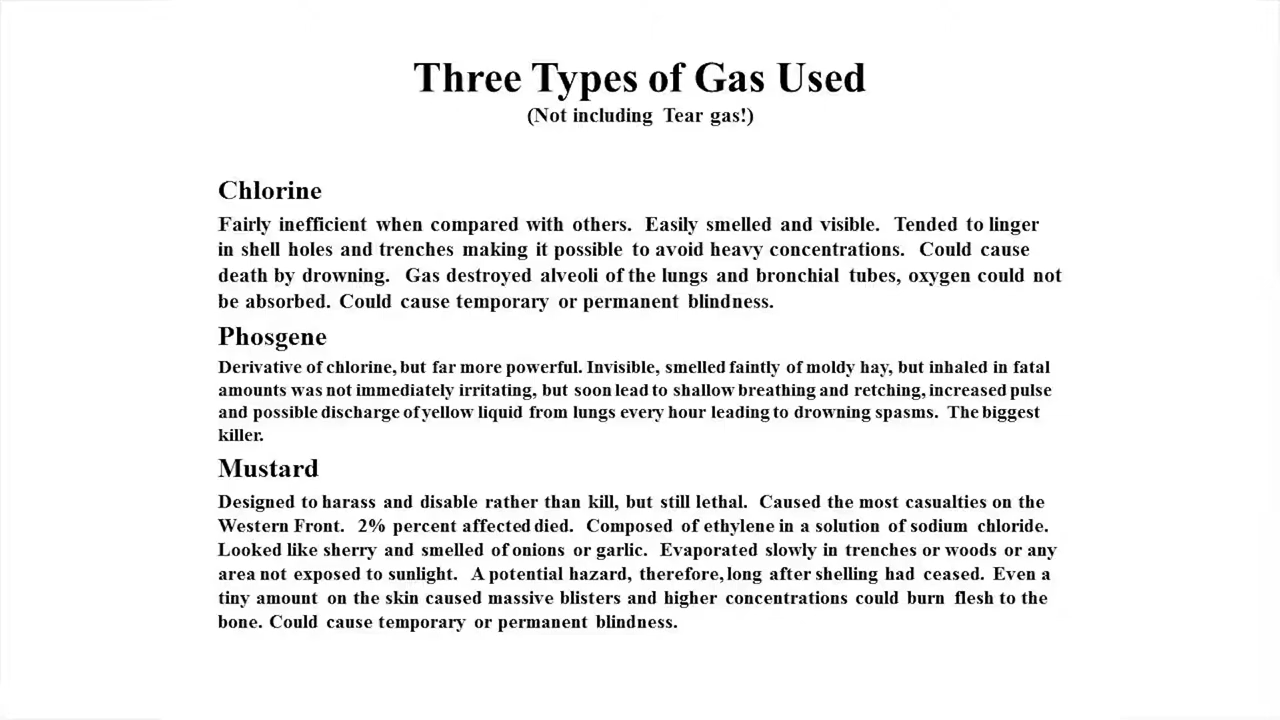 Three Types of Gas Used
(Not including Tear gas!)
Chlorine
Fairly inefficient when compared with others. Easily smelled and visible. Tended to linger
in shell holes and trenches making it possible to avoid heavy concentrations. Could cause
death by drowning. Gas destroyed alveoli of the lungs and bronchial tubes, oxygen could not
be absorbed. Could cause temporary or permanent blindness.
Phosgene
Derivative of chlorine, but far more powerful. Invisible, smelled faintly of moldy hay, but inhaled in fatal
amounts was not immediately irritating, but soon lead to shallow breathing and retching, increased pulse
and possible discharge of yellow liquid from lungs every hour leading to drowning spasms. The biggest
killer.
Mustard
Designed to harass and disable rather than kill, but still lethal. Caused the most casualties on the
Western Front. 2% percent affected died. Composed of ethylene in a solution of sodium chloride.
Looked like sherry and smelled of onions or garlic. Evaporated slowly in trenches or woods or any
area not exposed to sunlight. A potential hazard, therefore, long after shelling had ceased. Even a
tiny amount on the skin caused massive blisters and higher concentrations could burn flesh to the
bone. Could cause temporary or permanent blindness.